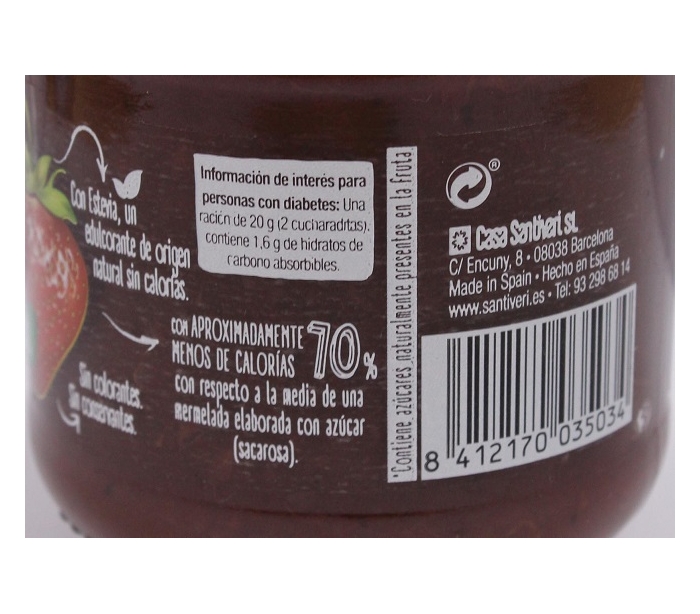 Con Estevia, un
edulcorante de origen
natural sin calorías.
Sin colorantes.
Sin conservantes.
Información de interés para
personas con diabetes: Una
ración de 20 g (2 cucharaditas),
contiene 1,6 g de hidratos de
carbono absorbibles.
con APROXIMADAMENTE 70%
MENOS DE CALORÍAS
con respecto a la media de una
mermelada elaborada con azúcar
(sacarosa).
*Contiene azúcares naturalmente presentes en la fruta
®
Casa Santiveri, SL
C/ Encuny, 8 • 08038 Barcelona
Made in Spain • Hecho en España
www.santiveri.es • Tel: 93 298 68 14
8 412170 035034